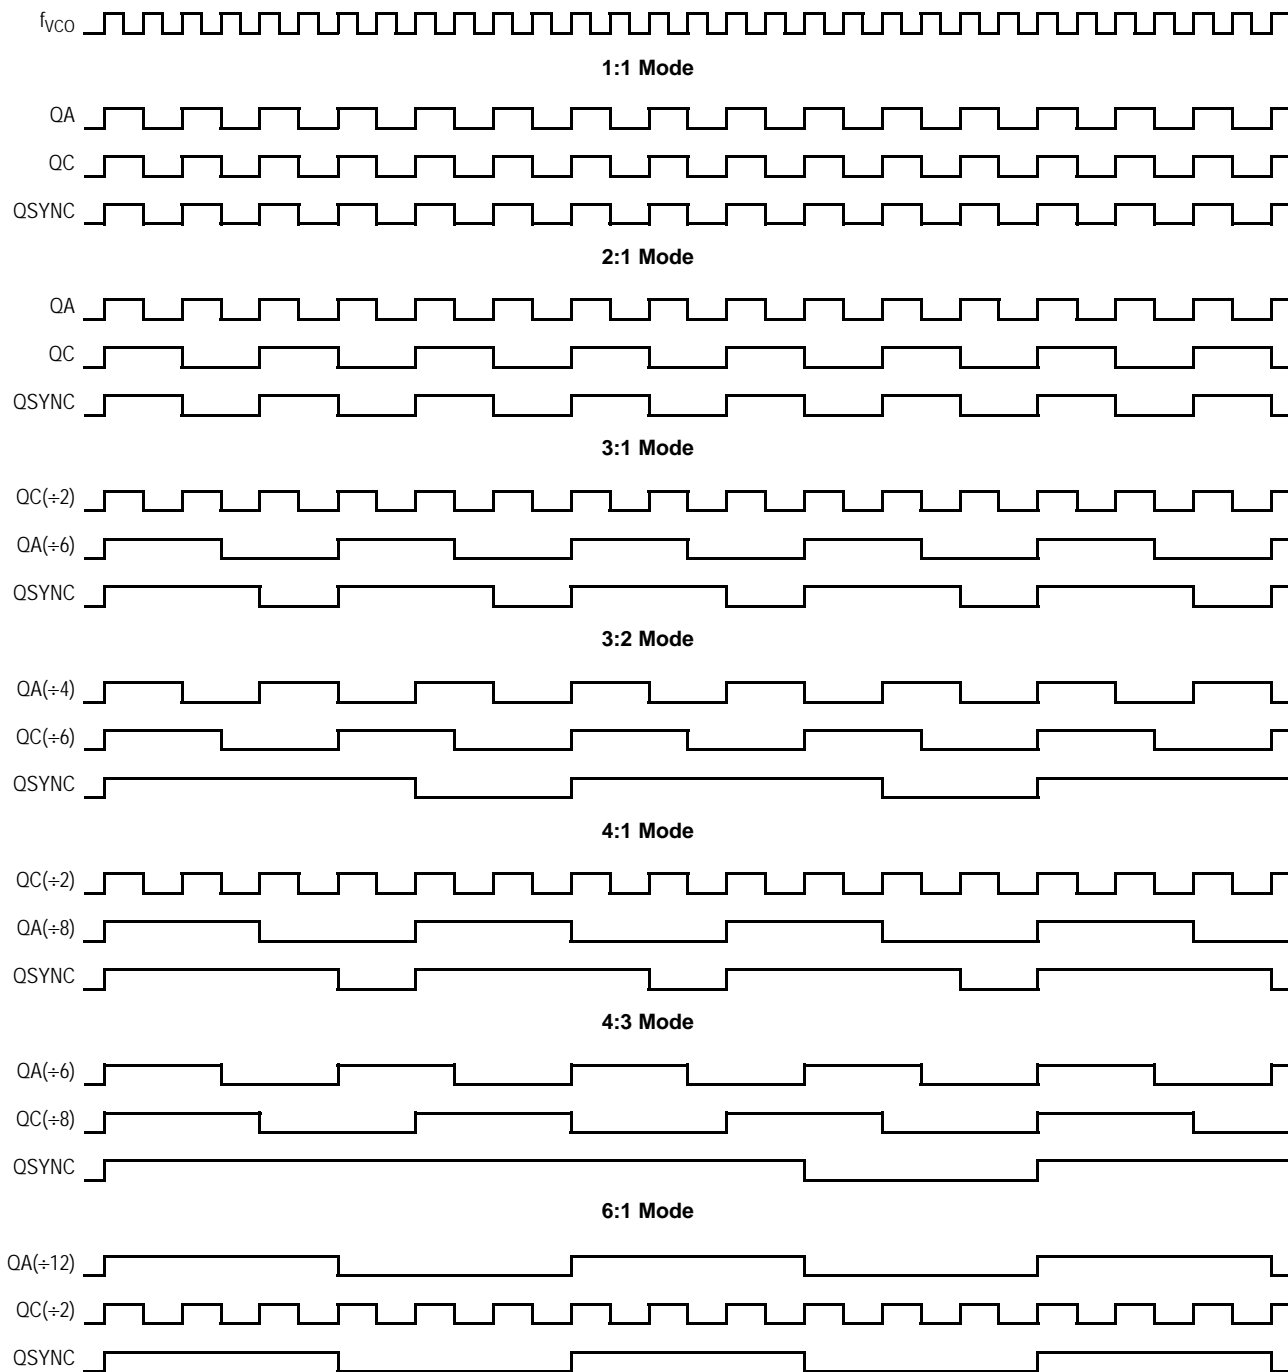 fVCO
1:1 Mode
QA
QC
QSYNC
2:1 Mode
QA
QC
QSYNC
3:1 Mode
QC(÷2)
QA(÷6)
QSYNC
3:2 Mode
QA(÷4)
QC(÷6)
QSYNC
4:1 Mode
QC(÷2)
QA(÷8)
QSYNC
4:3 Mode
QA(÷6)
QC(÷8)
QSYNC
6:1 Mode
QA(÷12)
QC(÷2)
QSYNC